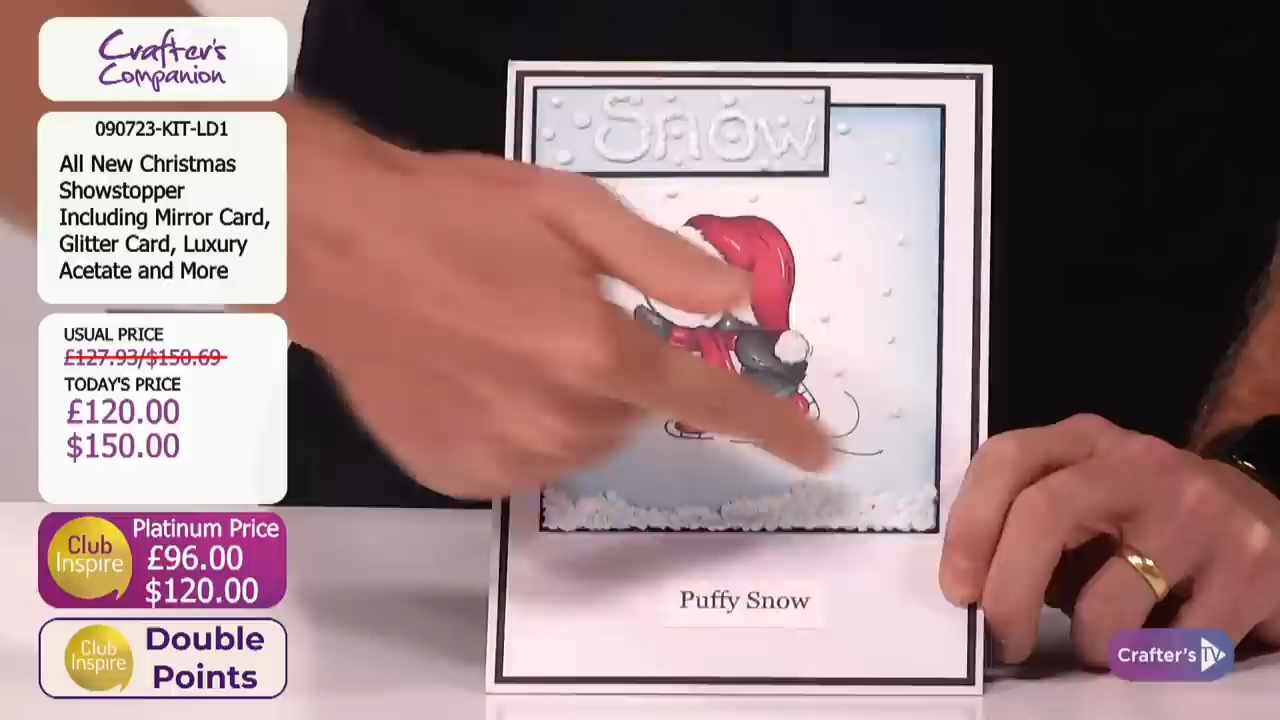 Crafter's
Companion
090723-KIT-LD1
All New Christmas
Showstopper
Including Mirror Card,
Glitter Card, Luxury
Acetate and More
USUAL PRICE
£127.93/$150.69
TODAY'S PRICE
£120.00
$150.00
Club
Inspire
Platinum Price
£96.00
$120.00
Club
Inspire
Double
Points
Snow
Puffy Snow
Crafter's TV